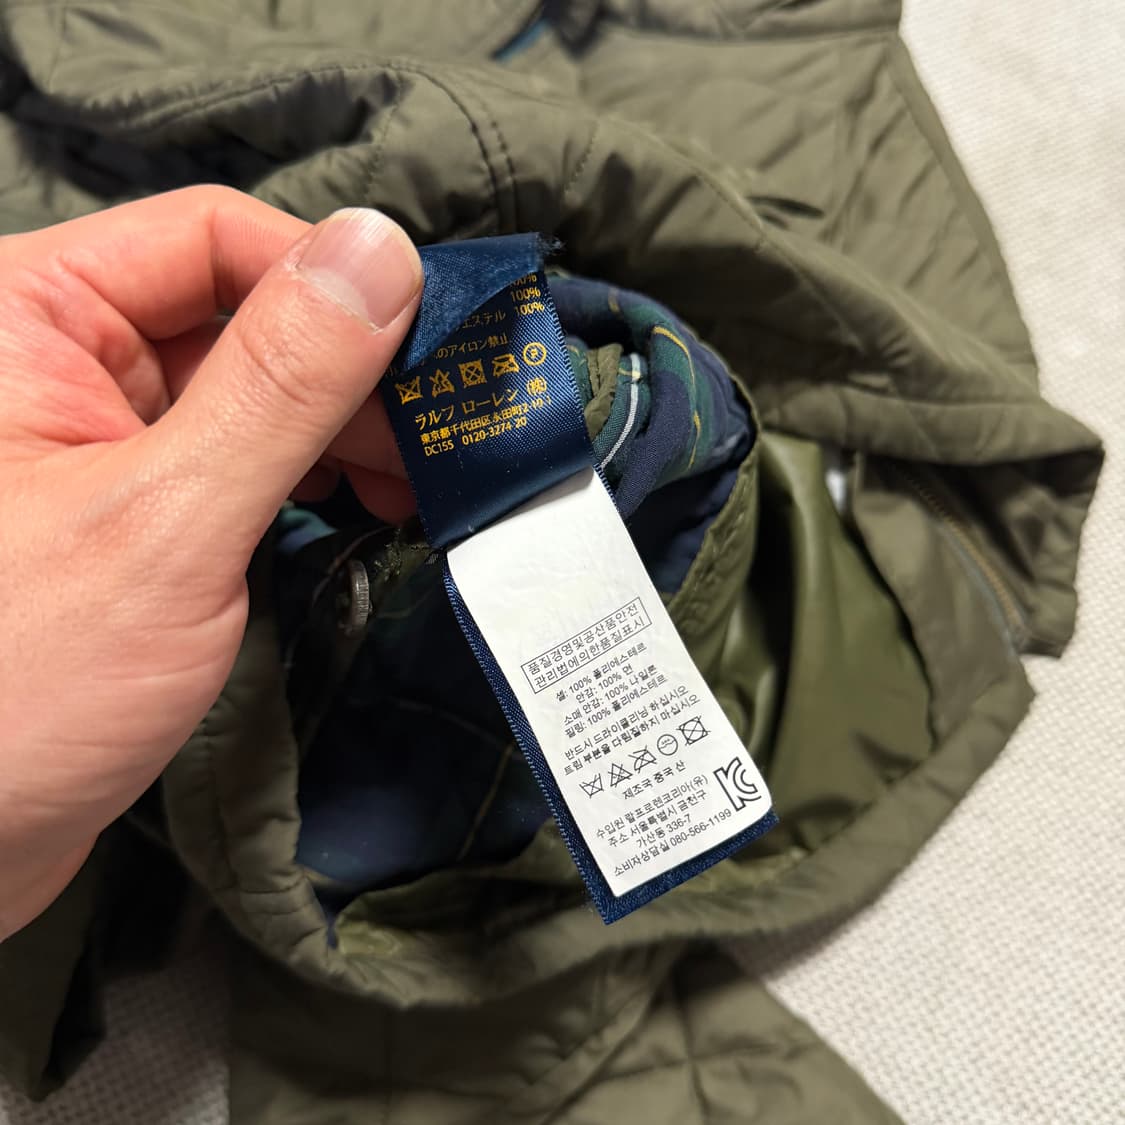 100%
100%
エステル 100%
のアイロン禁止
ラルフ ローレン (株)
東京都千代田区永田町2-10-
DC15S 0120-3274 20
품질경영및공산품안전
관리법에의한품질표시
셸: 100% 폴리에스테르
안감: 100% 면
소매 안감: 100% 나일론
필링: 100% 폴리에스테르
반드시 드라이클리닝 하십시오
트림 부분을 다림질하지 마십시오
제조국 중국 산
수입원 랄프로렌코리아(유)
주소 서울특별시 금천구
가산동 336-7
소비자상담실 080-566-1199